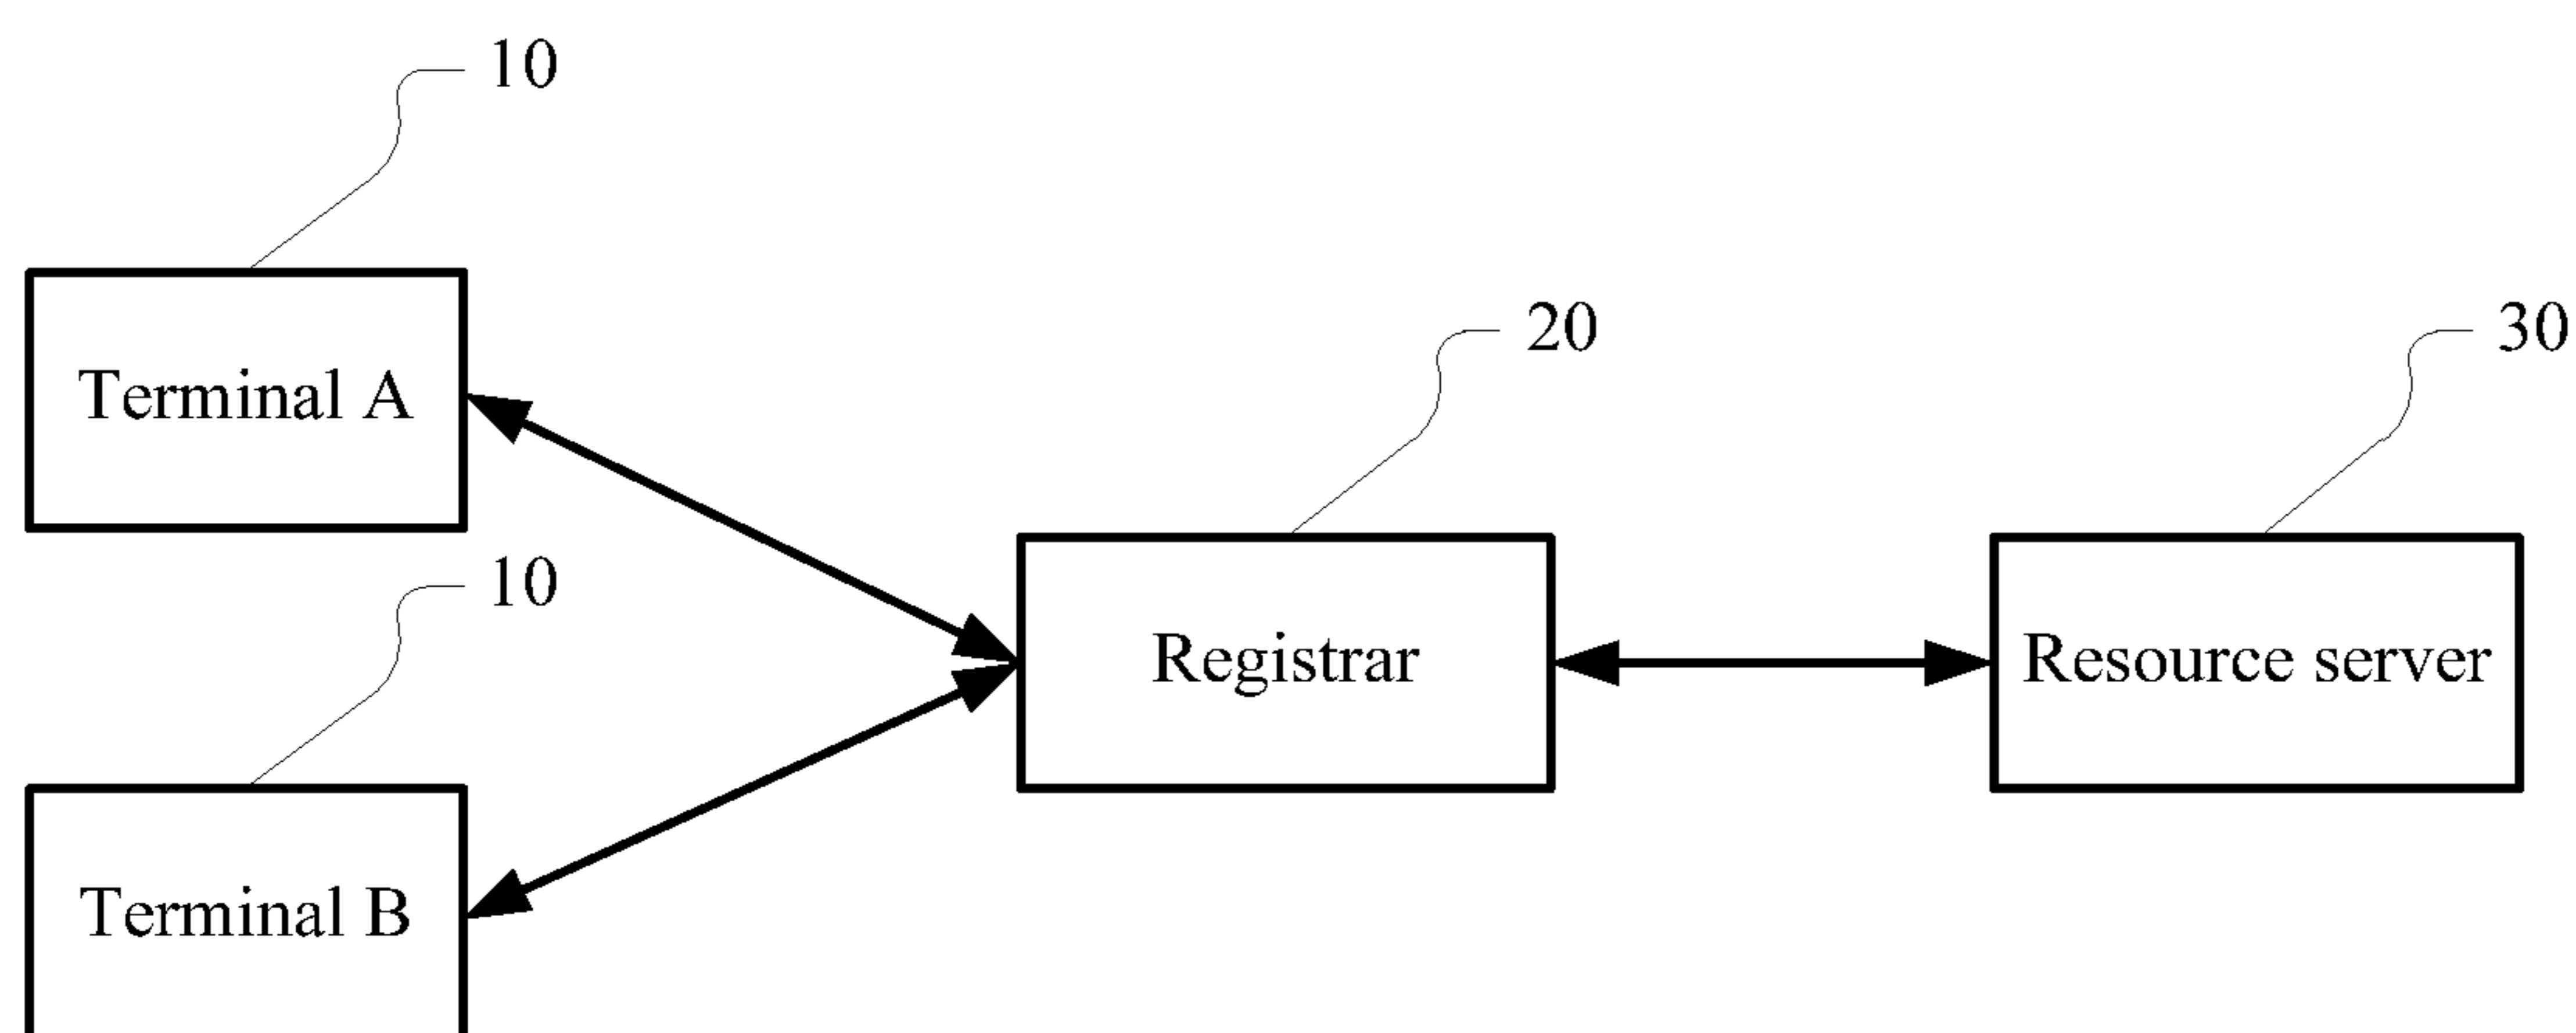 10
Terminal A
20
30
10
Registrar
Resource server
Terminal B